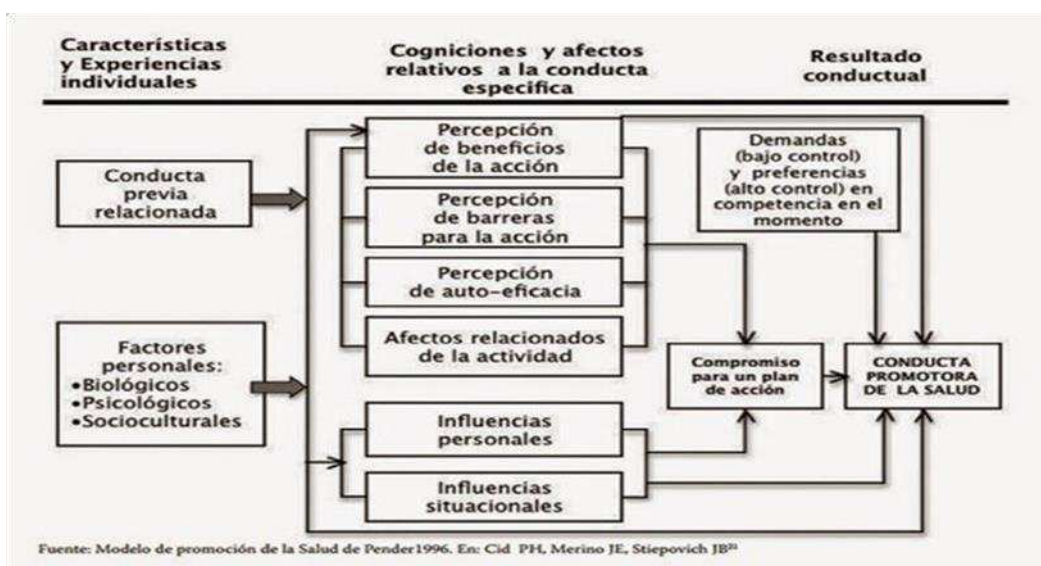 Características
y Experiencias
individuales
Cogniciones y afectos
relativos a la conducta
especifica
Resultado
conductual
Conducta
previa
relacionada
Factores
personales:
•Biológicos
•Psicológicos
•Socioculturales
Percepción
de beneficios
de la acción
Percepción
de barreras
para la acción
Percepción
de auto-eficacia
Afectos relacionados
de la actividad
Influencias
personales
Influencias
situacionales
Demandas
(bajo control)
y preferencias
(alto control) en
competencia en el
momento
Compromiso
para un plan
de acción
CONDUCTA
PROMOTORA
DE LA SALUD
Fuente: Modelo de promoción de la Salud de Pender1996. En: Cid PH, Merino JE, Stiepovich JB